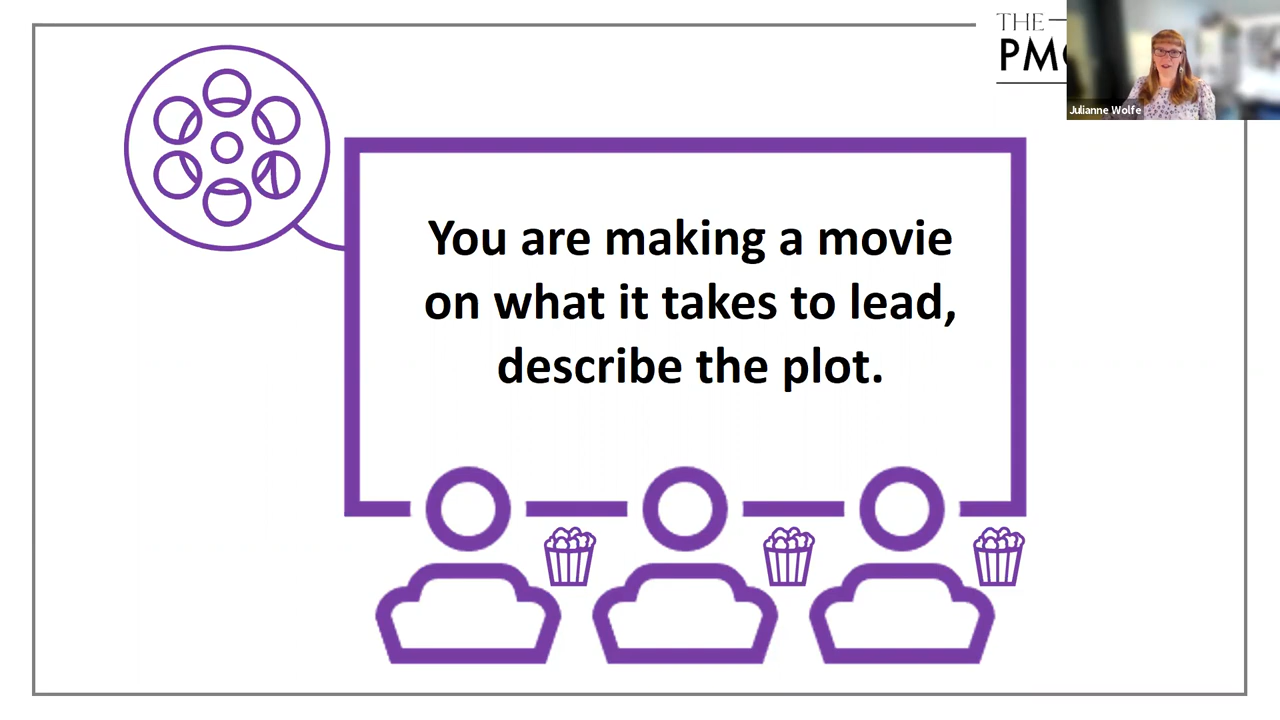 THE
PM
Julianne Wolfe
You are making a movie
on what it takes to lead,
describe the plot.